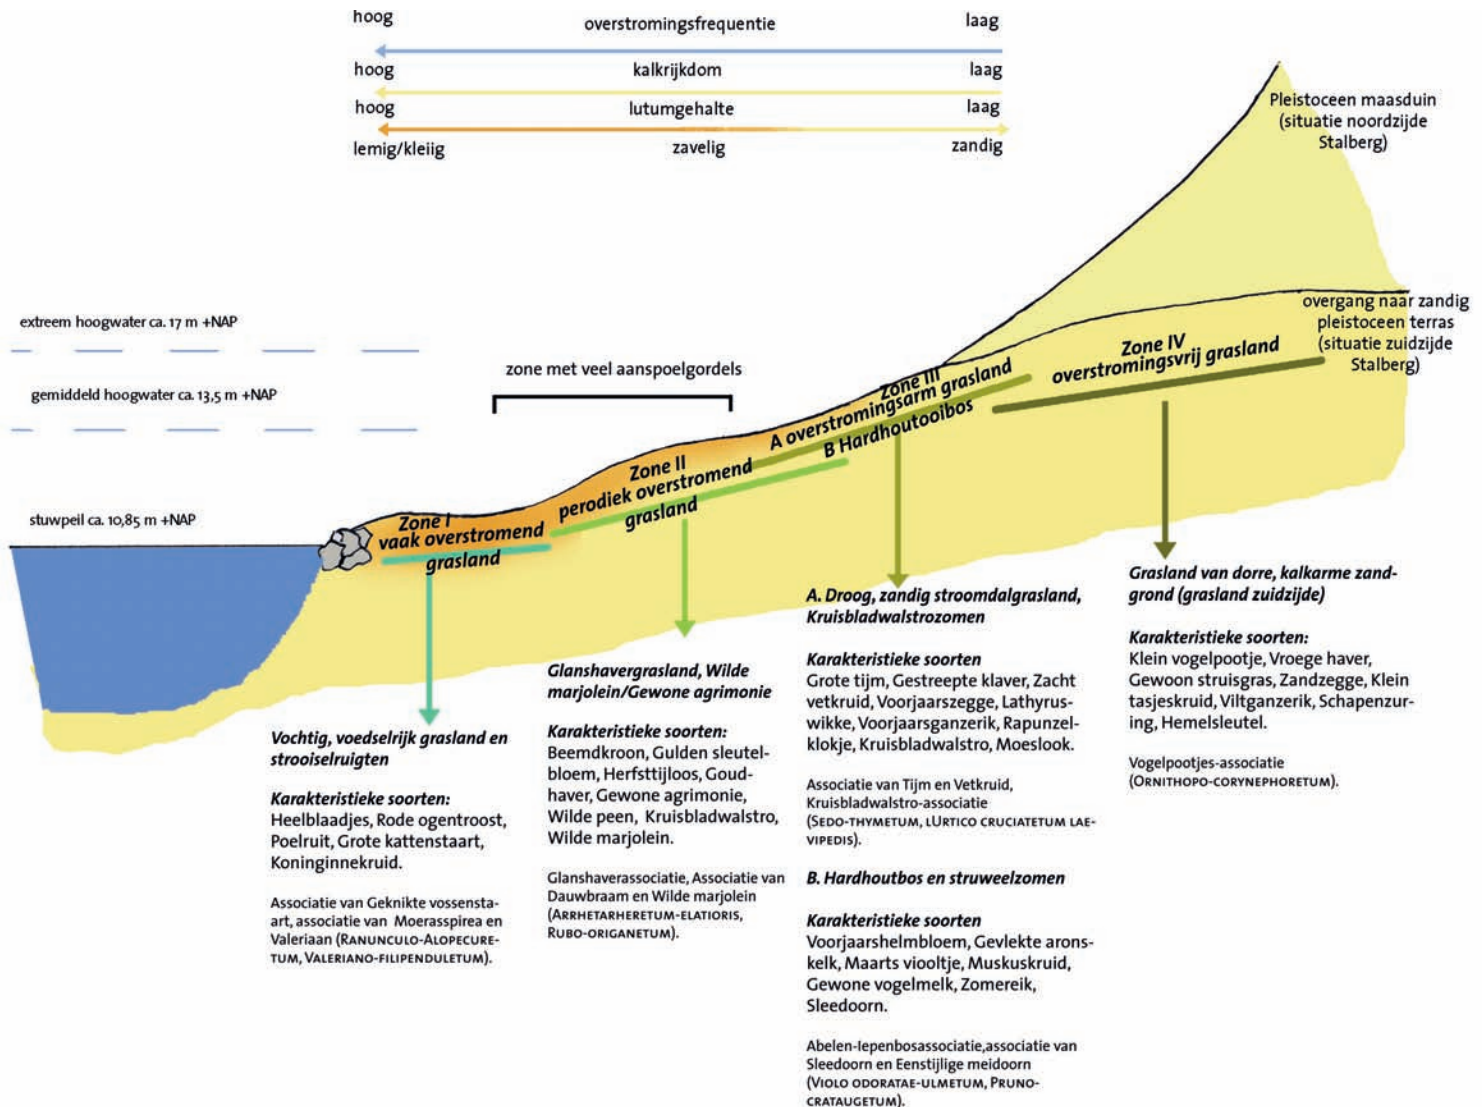 hoog overstromingsfrequentie laag
hoog kalkrijkdom laag
hoog lutumgehalte laag
lemig/kleiig zavelig zandig
Pleistoceen maasduin
(situatie noordzijde
Stalberg)
overgang naar zandig
pleistoceen terras
(situatie zuidzijde
Stalberg)
extreem hoogwater ca. 17 m +NAP
gemiddeld hoogwater ca. 13,5 m +NAP
stuwpeil ca. 10,85 m +NAP
zone met veel aanspoelgordels
Zone I
vaak overstromend
grasland
Zone II
perodiek overstromend
grasland
Zone III
A overstromingsarm grasland
B Hardhoutooibos
Zone IV
overstromingsvrij grasland
Vochtig, voedselrijk grasland en
strooiselruigten
Karakteristieke soorten:
Heelblaadjes, Rode ogentroost,
Poelruit, Grote kattenstaart,
Koninginnekruid.
Associatie van Geknikte vossensta-
art, associatie van Moerasspirea en
Valeriaan (RANUNCULO-ALOPECURE-
TUM, VALERIANO-FILIPENDULETUM).
Glanshavergrasland, Wilde
marjolein/Gewone agrimonie
Karakteristieke soorten:
Beemdkroon, Gulden sleutel-
bloem, Herfsttijloos, Goud-
haver, Gewone agrimonie,
Wilde peen, Kruisbladwalstro,
Wilde marjolein.
Glanshaverassociatie, Associatie van
Dauwbraam en Wilde marjolein
(ARRHETARHERETUM-ELATIORIS,
RUBO-ORIGANETUM).
A. Droog, zandig stroomdalgrasland,
Kruisbladwalstrozomen
Karakteristieke soorten
Grote tijm, Gestreepte klaver, Zacht
vetkruid, Voorjaarszegge, Lathyrus-
wikke, Voorjaarsganzerik, Rapunzel-
klokje, Kruisbladwalstro, Moeslook.
Associatie van Tijm en Vetkruid,
Kruisbladwalstro-associatie
(SEDO-THYMETUM, LURTICO CRUCIATETUM LAE-
VIPEDIS).
B. Hardhoutbos en struweelzomen
Karakteristieke soorten
Voorjaarshelmbloem, Gevlekte arons-
kelk, Maarts viooltje, Muskuskruid,
Gewone vogelmelk, Zomereik,
Sleedoorn.
Abelen-Iepenbosassociatie,associatie van
Sleedoorn en Eenstijlige meidoorn
(VIOLO ODORATAE-ULMETUM, PRUNO-
CRATAUGETUM).
Grasland van dorre, kalkarme zand-
grond (grasland zuidzijde)
Karakteristieke soorten:
Klein vogelpootje, Vroege haver,
Gewoon struisgras, Zandzegge, Klein
tasjeskruid, Viltganzerik, Schapenzur-
ing, Hemelsleutel.
Vogelpootjes-associatie
(ORNITHOPO-CORYNEPHORETUM).